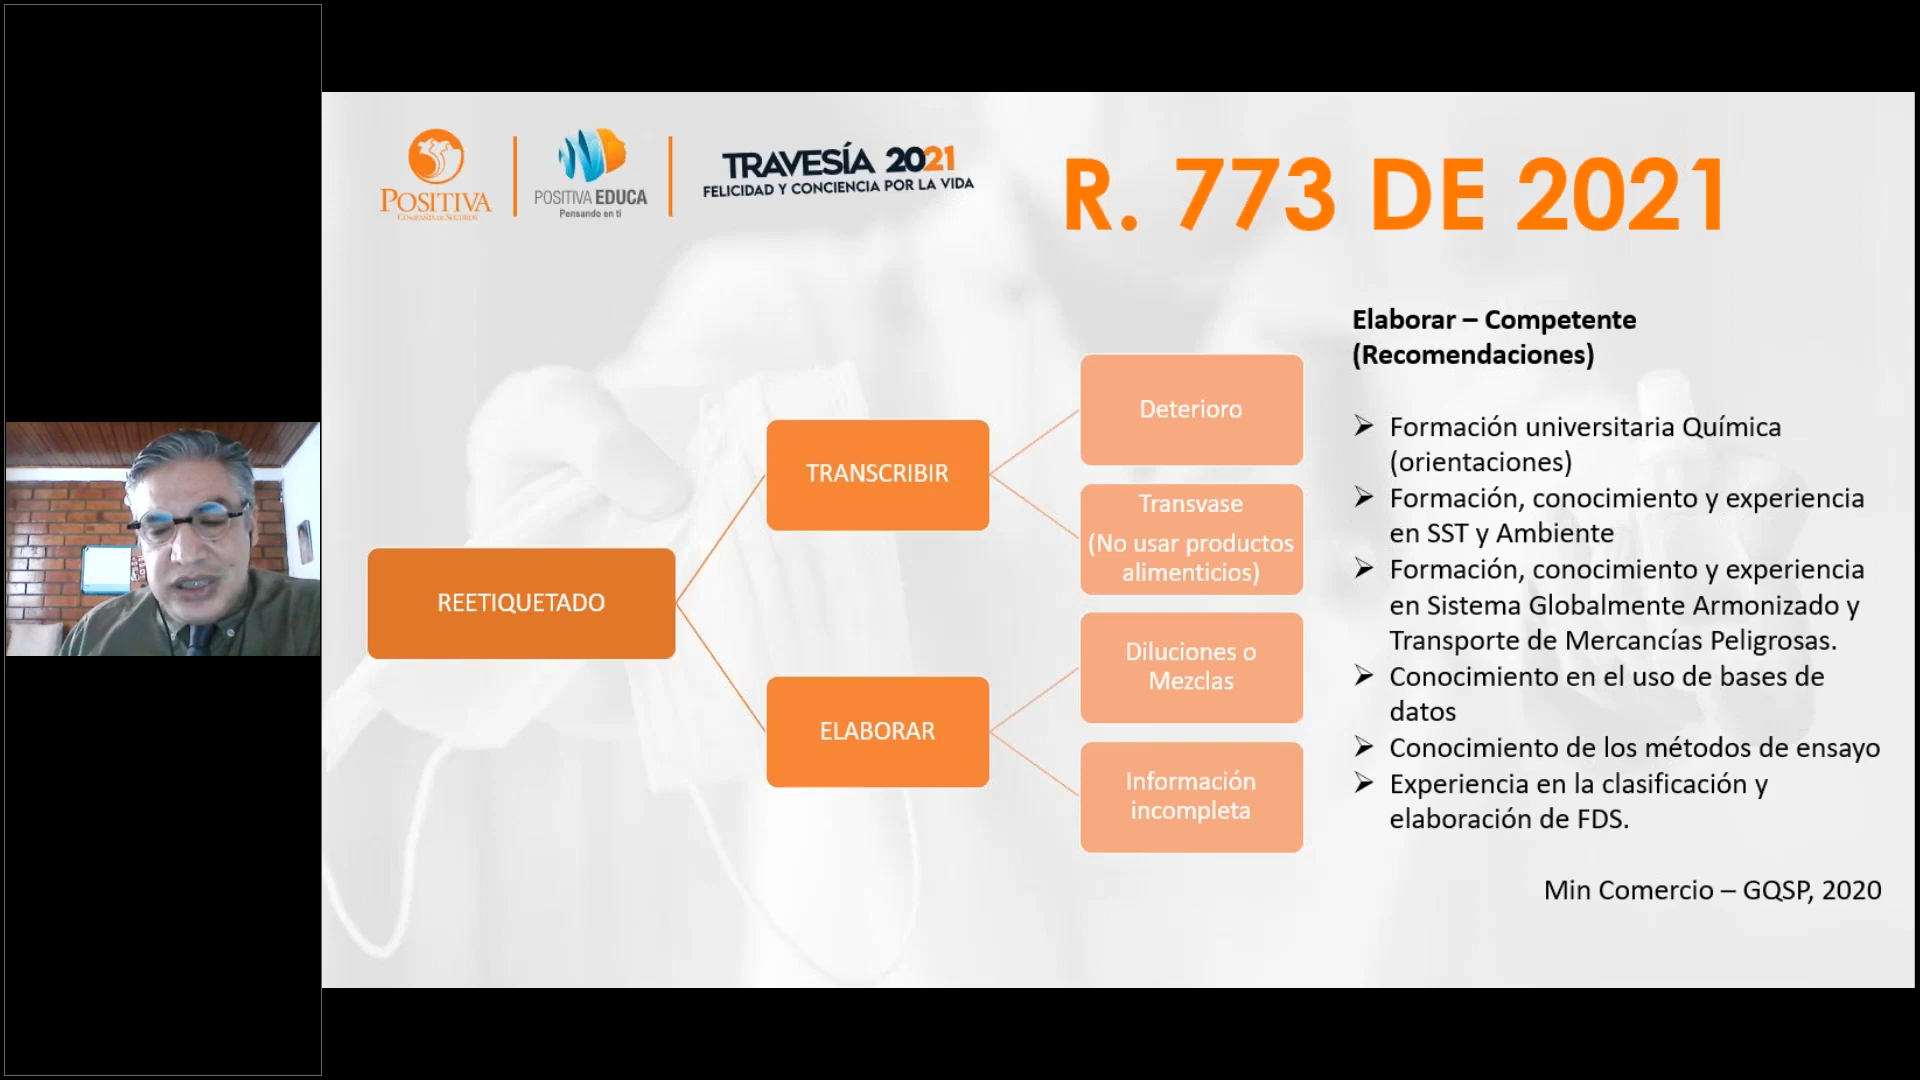 POSITIVA
COMPAÑÍA DE SEGUROS
POSITIVA EDUCA
Pensando en ti
TRAVESÍA 2021
FELICIDAD Y CONCIENCIA POR LA VIDA
R. 773 DE 2021
REETIQUETADO
TRANSCRIBIR
ELABORAR
Deterioro
Transvase
(No usar productos
alimenticios)
Diluciones o
Mezclas
Información
incompleta
Elaborar – Competente
(Recomendaciones)
⮚ Formación universitaria Química
(orientaciones)
⮚ Formación, conocimiento y experiencia
en SST y Ambiente
⮚ Formación, conocimiento y experiencia
en Sistema Globalmente Armonizado y
Transporte de Mercancías Peligrosas.
⮚ Conocimiento en el uso de bases de
datos
⮚ Conocimiento de los métodos de ensayo
⮚ Experiencia en la clasificación y
elaboración de FDS.
Min Comercio – GQSP, 2020